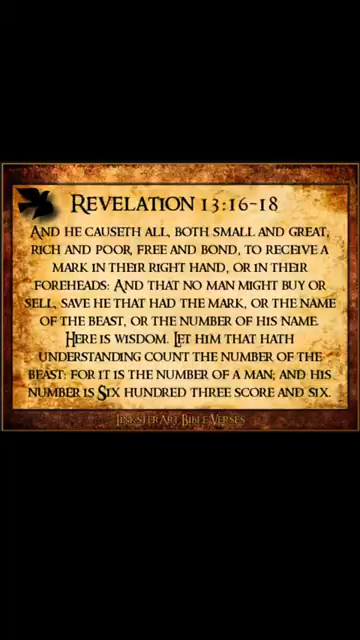 Revelation 13:16-18
And he causeth all, both small and great,
rich and poor, free and bond, to receive a
mark in their right hand, or in their
foreheads: And that no man might buy or
sell, save he that had the mark, or the name
of the beast, or the number of his name.
Here is wisdom. Let him that hath
understanding count the number of the
beast: for it is the number of a man; and his
number is Six hundred three score and six.
LinksterArt Bible Verses